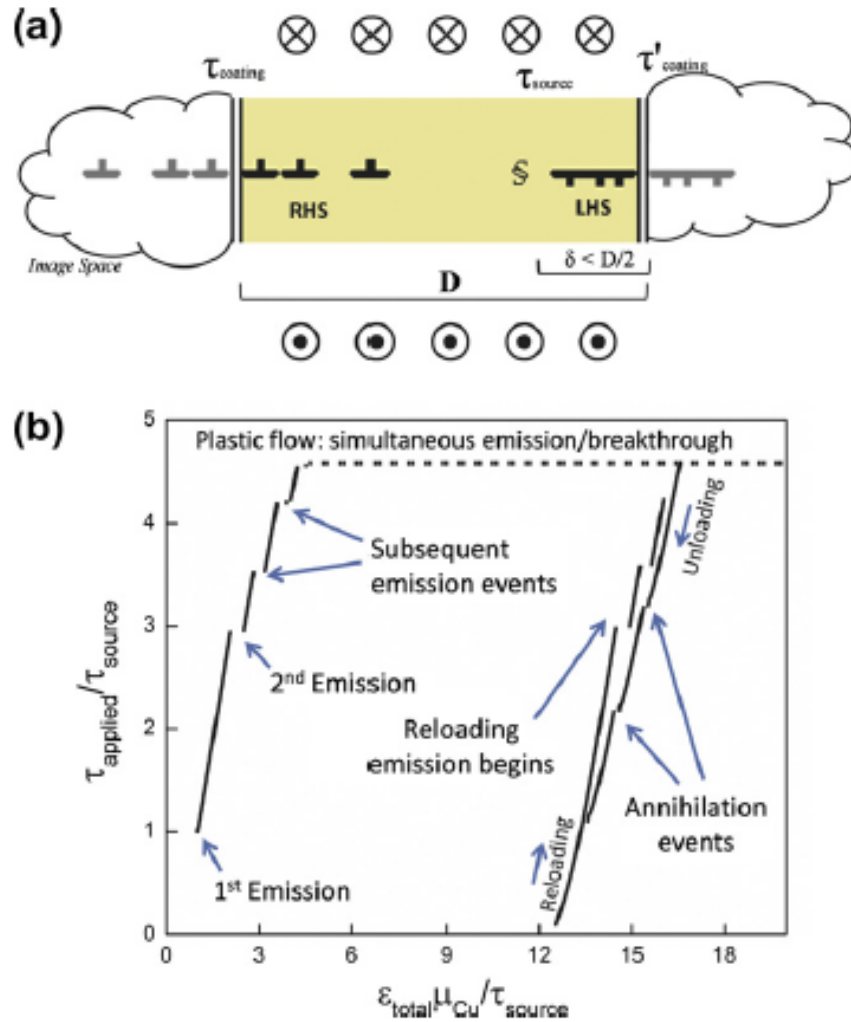 (a)
τcoating
τsource
τ'coating
RHS
§
LHS
Image Space
δ < D/2
D
(b)
5
Plastic flow: simultaneous emission/breakthrough
4
Subsequent
emission events
Unloading
3
2nd Emission
τapplied/τsource
2
Reloading
emission begins
Annihilation
events
1
1st Emission
Reloading
0
0 3 6 9 12 15 18
εtotalμCu/τsource